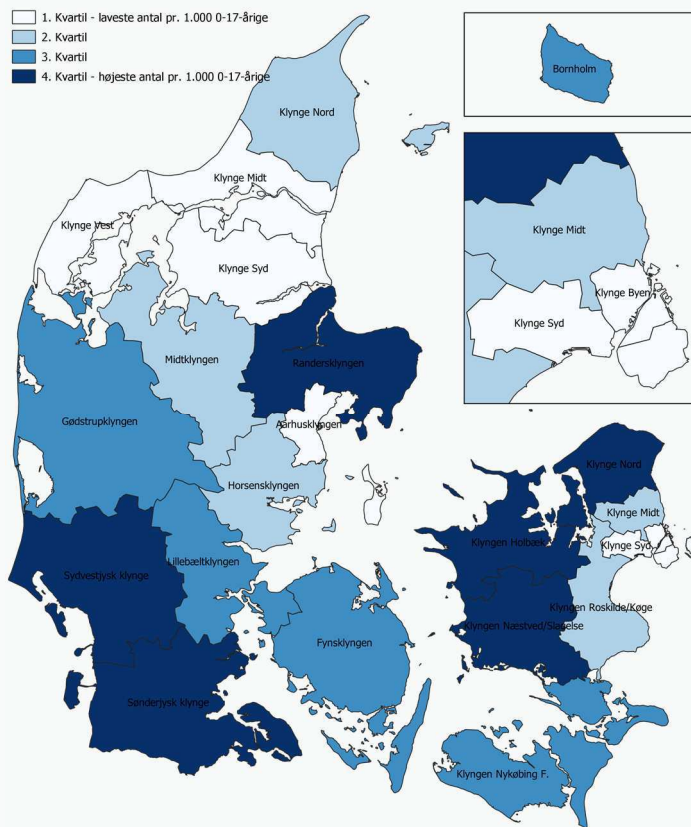 1. Kvartil - laveste antal pr. 1.000 0-17-årige
2. Kvartil
3. Kvartil
4. Kvartil - højeste antal pr. 1.000 0-17-årige
Bornholm
Klynge Nord
Klynge Midt
Klynge Vest
Klynge Syd
Klynge Midt
Klynge Byen
Klynge Syd
Midtklyngen
Randersklyngen
Gødstrupklyngen
Aarhusklyngen
Horsensklyngen
Klynge Nord
Klynge Midt
Klyngen Holbæk
Klynge Syd
Sydvestjysk klynge
Lillebæltklyngen
Klyngen Roskilde/Køge
Klyngen Næstved/Slagelse
Fynsklyngen
Sønderjysk klynge
Klyngen Nykøbing F.